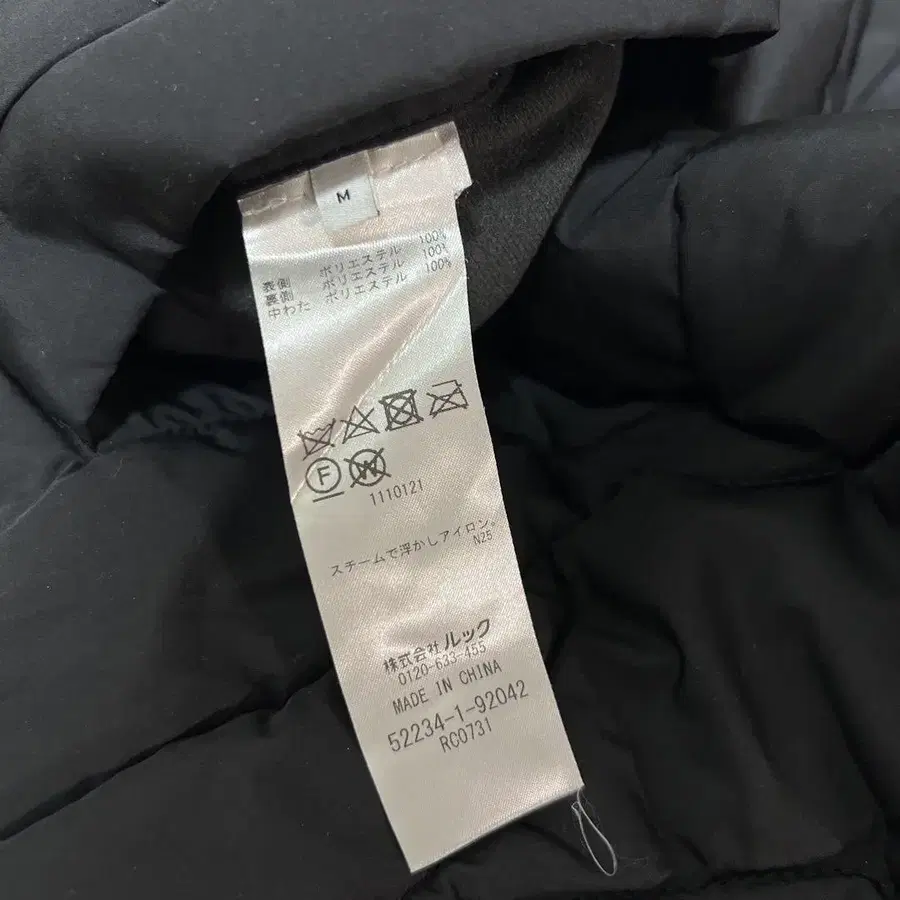 M
表側 ポリエステル 100%
裏側 ポリエステル 100%
中わた ポリエステル 100%
F W
1110121
スチームで浮かしアイロン。
N25
株式会社 ルック
0120-633-455
MADE IN CHINA
52234-1-92042
RC0731